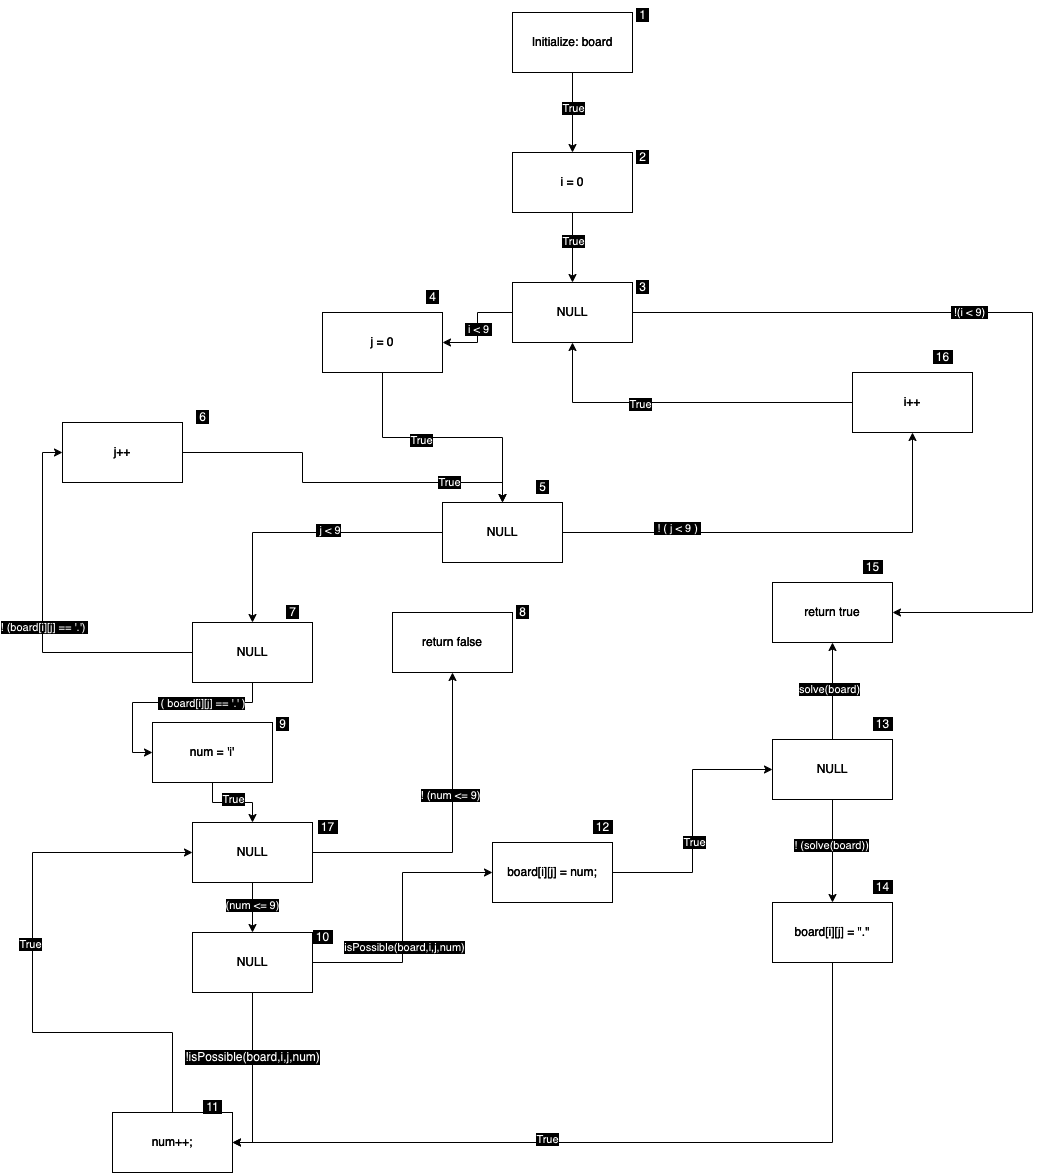 1
Initialize: board
True
2
i = 0
True
3
NULL
!(i < 9)
4
j = 0
i < 9
16
i++
True
6
j++
True
True
5
NULL
j < 9
! ( j < 9 )
15
return true
7
NULL
8
return false
! (board[i][j] == '.')
( board[i][j] == '.' )
solve(board)
9
num = 'i'
13
NULL
True
! (num <= 9)
17
NULL
12
board[i][j] = num;
True
! (solve(board))
(num <= 9)
14
board[i][j] = "."
10
NULL
True
isPossible(board,i,j,num)
!isPossible(board,i,j,num)
11
num++;
True